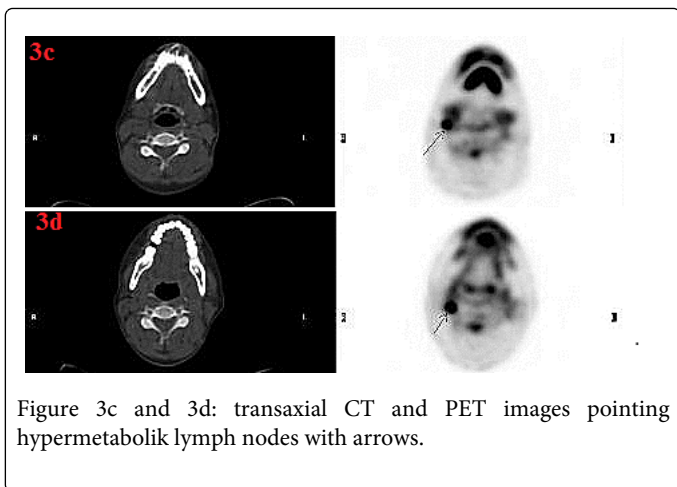 3c
R
L
3d
R
L
Figure 3c and 3d: transaxial CT and PET images pointing
hypermetabolik lymph nodes with arrows.